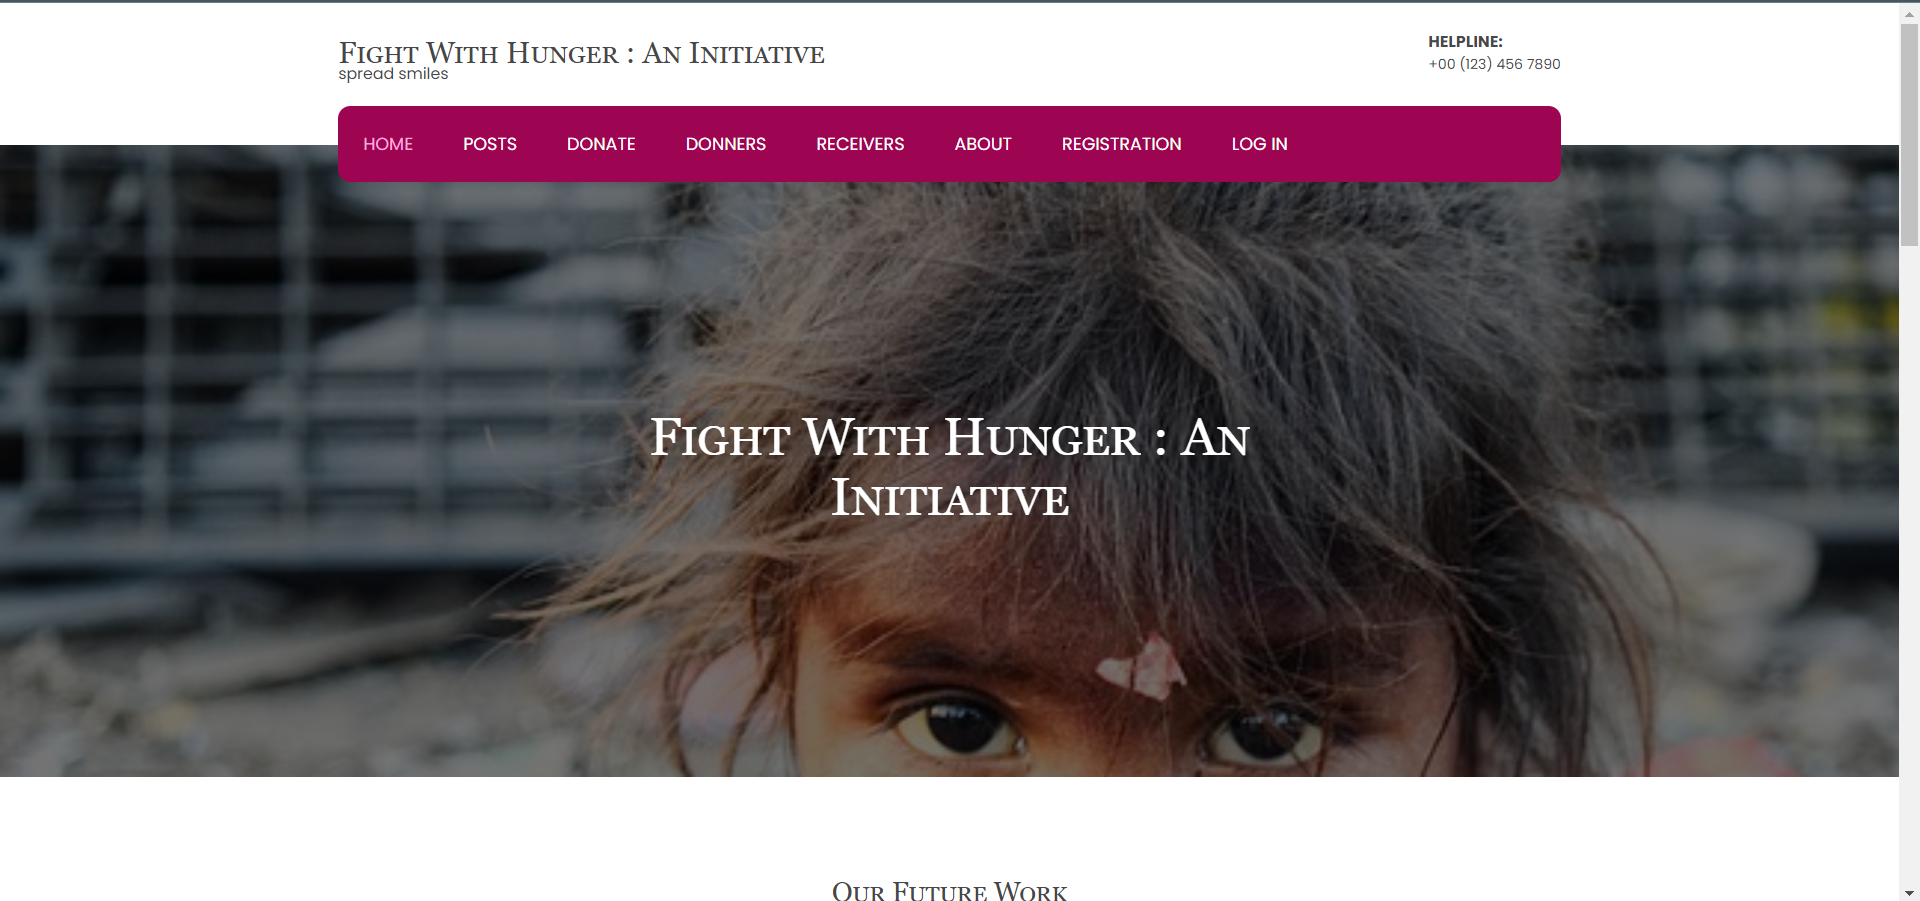 Fight With Hunger : An Initiative
spread smiles
HELPLINE:
+00 (123) 456 7890
HOME POSTS DONATE DONNERS RECEIVERS ABOUT REGISTRATION LOG IN
Fight With Hunger : An
Initiative
Our Future Work